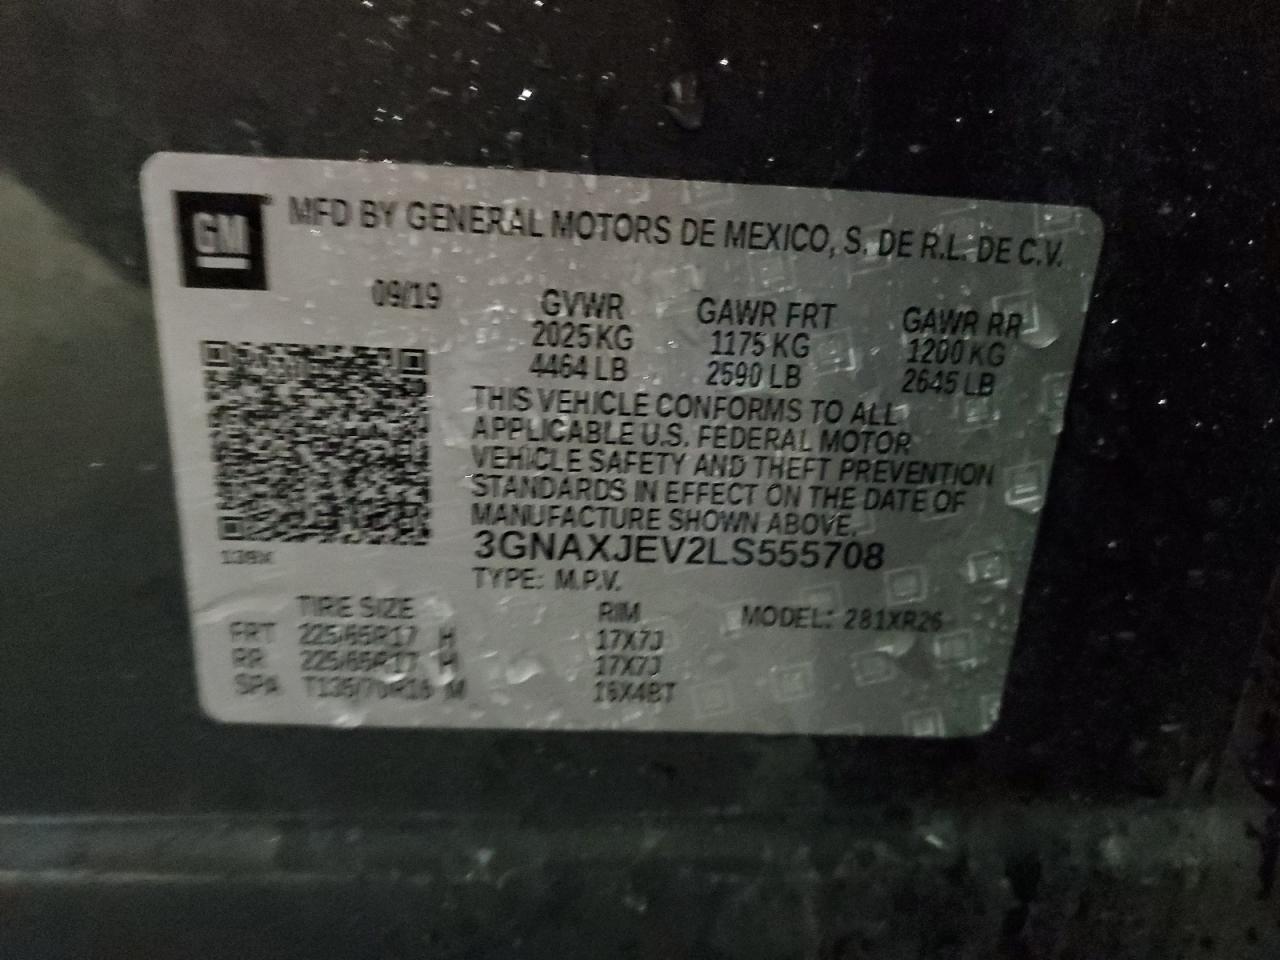 GM
MFD BY GENERAL MOTORS DE MEXICO, S. DE R.L. DE C.V.
09/19 GVWR GAWR FRT GAWR RR
2025 KG 1175 KG 1200 KG
4464 LB 2590 LB 2645 LB
THIS VEHICLE CONFORMS TO ALL
APPLICABLE U.S. FEDERAL MOTOR
VEHICLE SAFETY AND THEFT PREVENTION
STANDARDS IN EFFECT ON THE DATE OF
MANUFACTURE SHOWN ABOVE.
3GNAXJEV2LS555708
TYPE: M.P.V.
TIRE SIZE RIM MODEL: 281XR26
FRT 225/65R17 H 17X7J
RR 225/65R17 H 17X7J
SPA T135/70R16 M 16X4BT